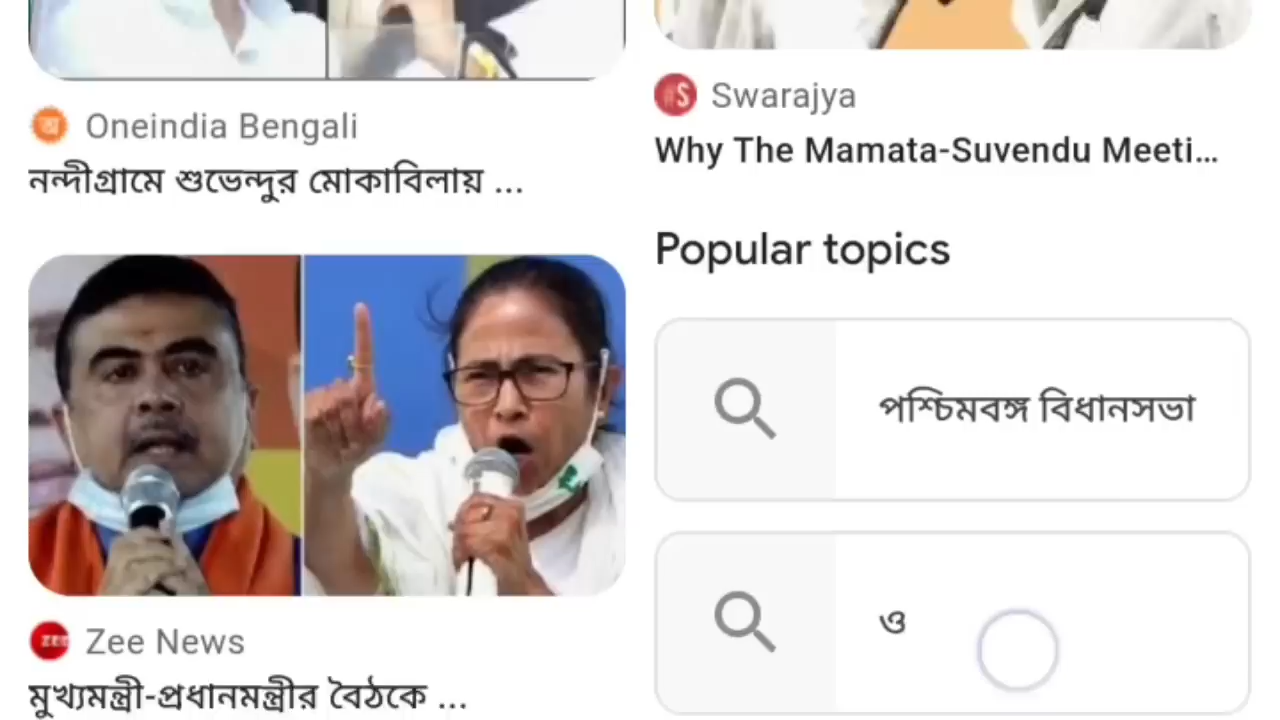 Oneindia Bengali
নন্দীগ্রামে শুভেন্দুর মোকাবিলায় ...
Zee News
মুখ্যমন্ত্রী-প্রধানমন্ত্রীর বৈঠকে ...
Swarajya
Why The Mamata-Suvendu Meeti...
Popular topics
পশ্চিমবঙ্গ বিধানসভা
ও